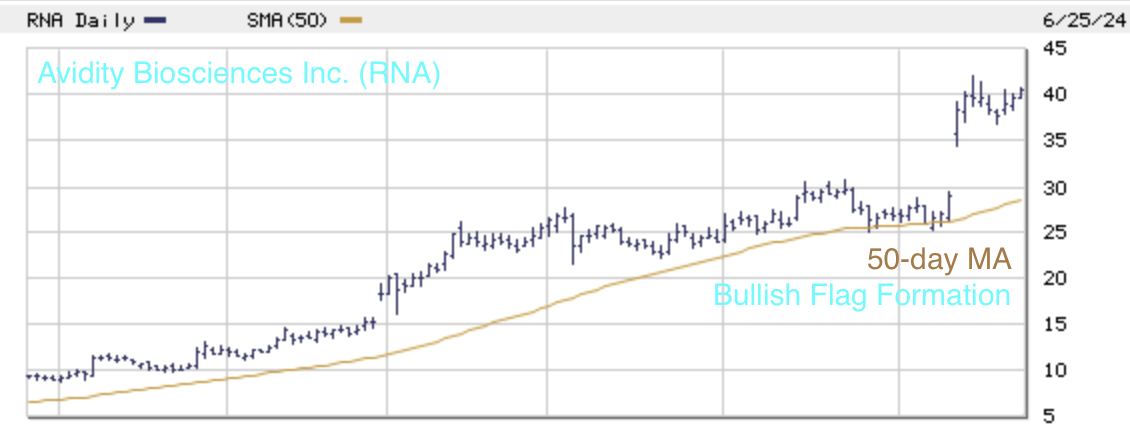 RNA Daily SMA(50) 6/25/24
Avidity Biosciences Inc. (RNA)
45
40
35
30
25
50-day MA
20
Bullish Flag Formation
15
10
5